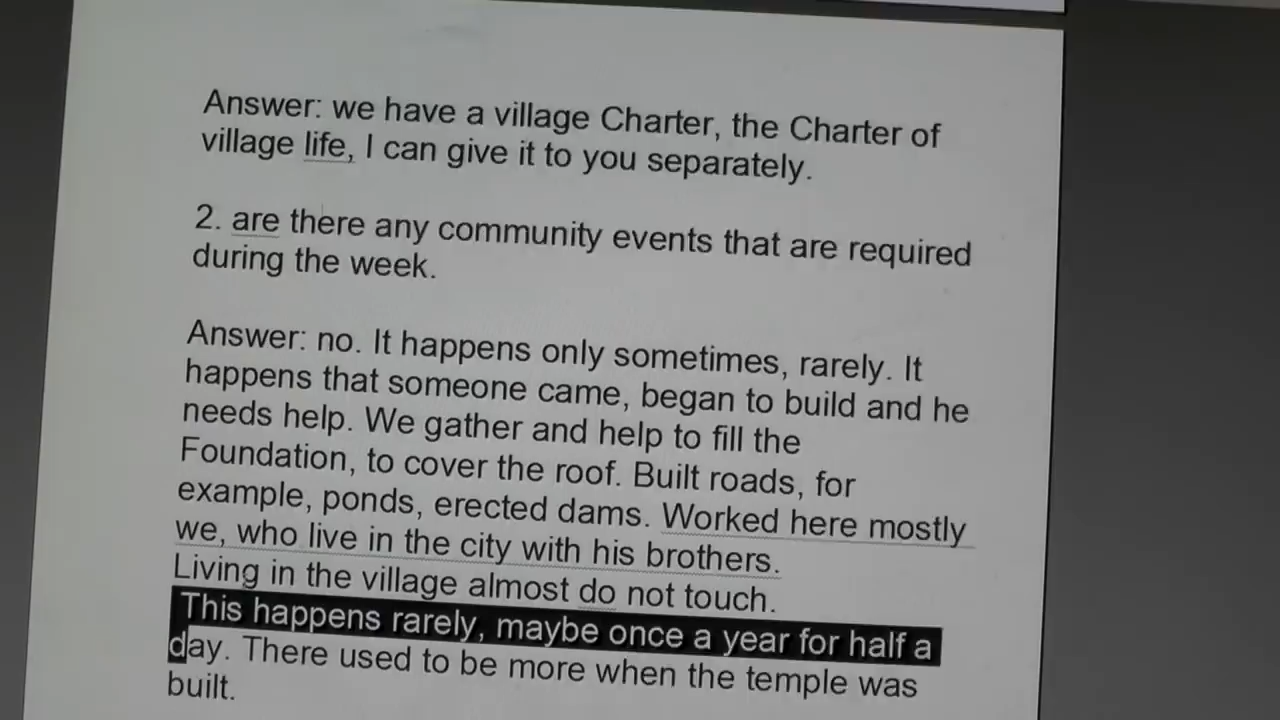 Answer: we have a village Charter, the Charter of
village life, I can give it to you separately.
2. are there any community events that are required
during the week.
Answer: no. It happens only sometimes, rarely. It
happens that someone came, began to build and he
needs help. We gather and help to fill the
Foundation, to cover the roof. Built roads, for
example, ponds, erected dams. Worked here mostly
we, who live in the city with his brothers.
Living in the village almost do not touch.
This happens rarely, maybe once a year for half a
day. There used to be more when the temple was
built.